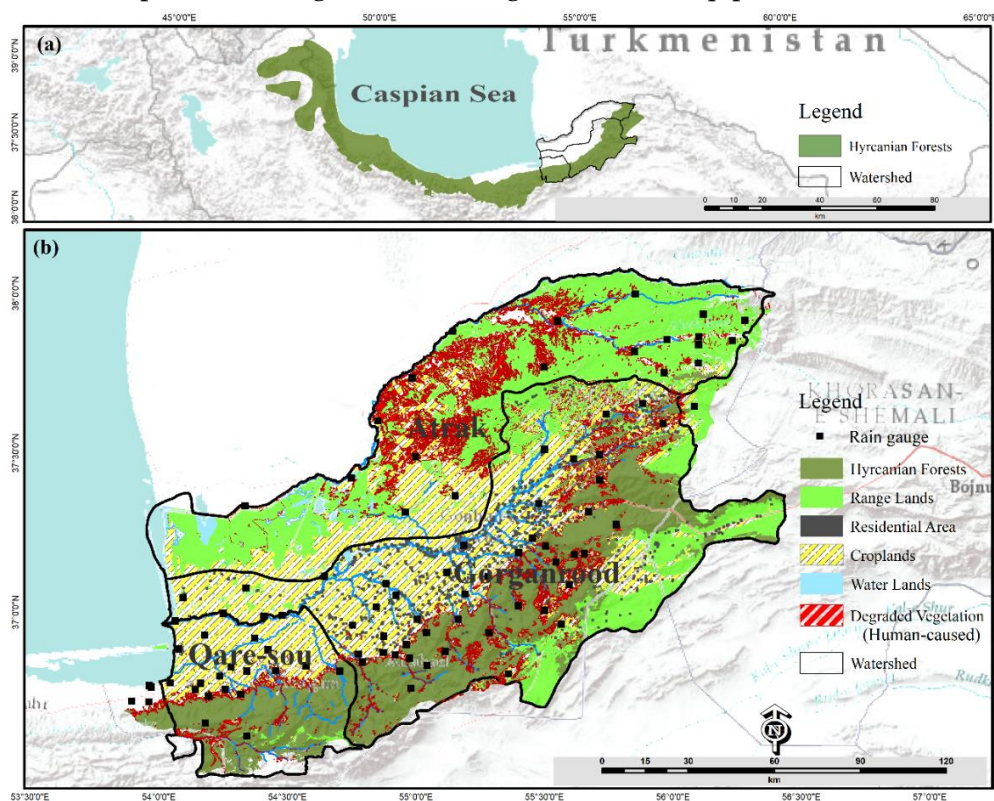 45°0'0"E
50°0'0"E
55°0'0"E
60°0'0"E
65°0'0"E
(a)
39°0'0"N
37°30'0"N
38°0'0"N
Turkmenistan
Caspian Sea
Legend
Hyrcanian Forests
Watershed
0 5 10 20 40 60 80
km
(b)
38°0'0"N
37°30'0"N
37°0'0"N
KHORASAN-
E SHEMALI
Legend
Rain gauge
Hyrcanian Forests
Range Lands
Residential Area
Croplands
Water Lands
Degraded Vegetation
(Human-caused)
Watershed
Bojnu
Atrak
Gorganrood
Qare-sou
N
0 15 30 60 90 120
km
53°30'0"E
54°0'0"E
54°30'0"E
55°0'0"E
55°30'0"E
56°0'0"E
56°30'0"E
57°0'0"E